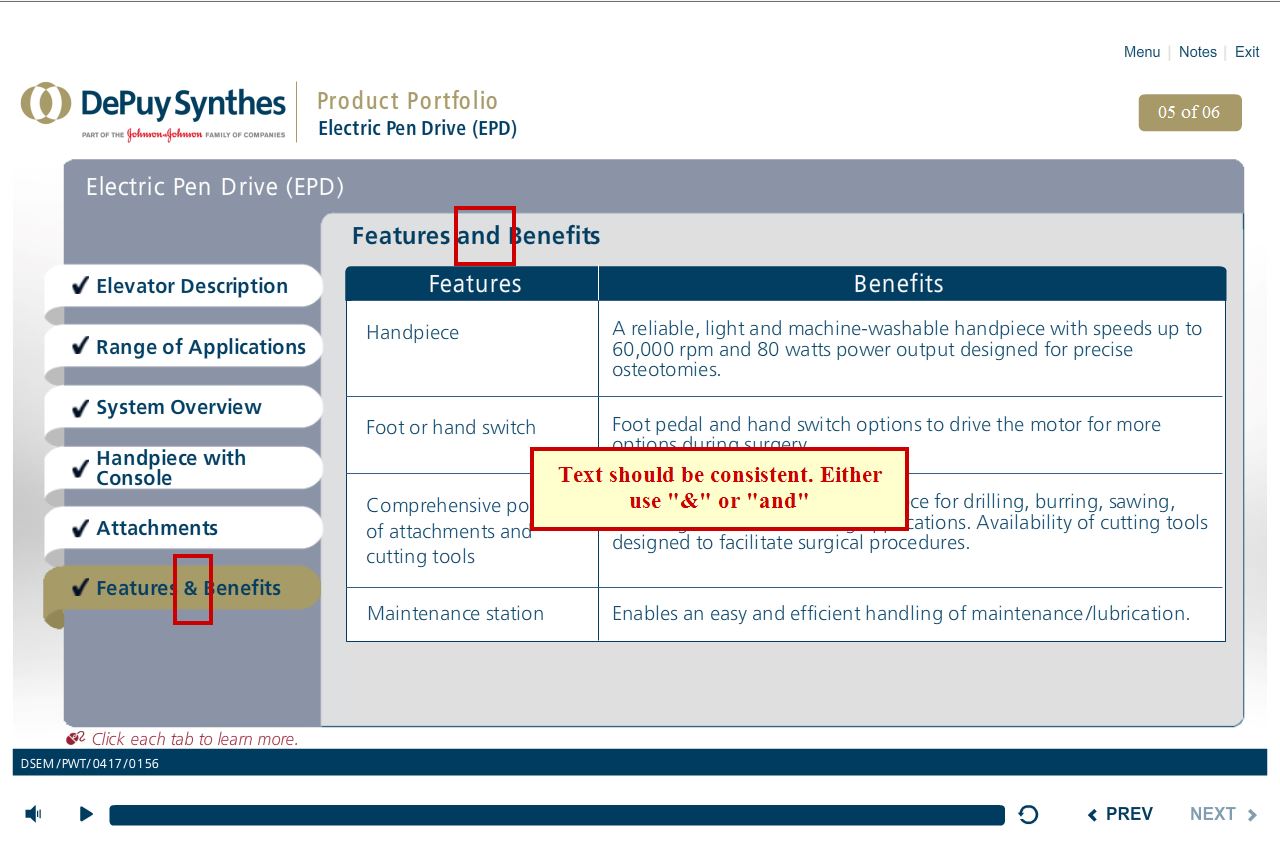 Menu | Notes | Exit
DePuy Synthes
PART OF THE Johnson & Johnson FAMILY OF COMPANIES
Product Portfolio
Electric Pen Drive (EPD)
05 of 06
Electric Pen Drive (EPD)
Features and Benefits
Elevator Description
Range of Applications
System Overview
Handpiece with
Console
Attachments
Features & Benefits
Features
Benefits
Handpiece
A reliable, light and machine-washable handpiece with speeds up to
60,000 rpm and 80 watts power output designed for precise
osteotomies.
Foot or hand switch
Foot pedal and hand switch options to drive the motor for more
options during surgery
Text should be consistent. Either
use "&" or "and"
Comprehensive
of attachments and
cutting tools
for drilling, burring, sawing,
Availability of cutting tools
designed to facilitate surgical procedures.
Maintenance station
Enables an easy and efficient handling of maintenance/lubrication.
Click each tab to learn more.
DSEM/PWT/0417/0156
PREV
NEXT